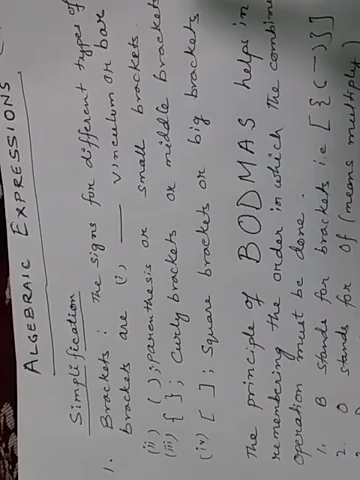 ALGEBRAIC EXPRESSIONS
Simplification
1. Brackets : The signs for different types of
brackets are (i) ___ vinculum or bar
(ii) ( ) ; Parenthesis or small brackets.
(iii) { } ; Curly brackets or middle brackets
(iv) [ ] ; Square brackets or big brackets
The principle of BODMAS helps in
remembering the order in which the combine
operation must be done.
1. B stands for brackets i.e [ { ( — ) } ]
2. O stands for Of (means multiply)